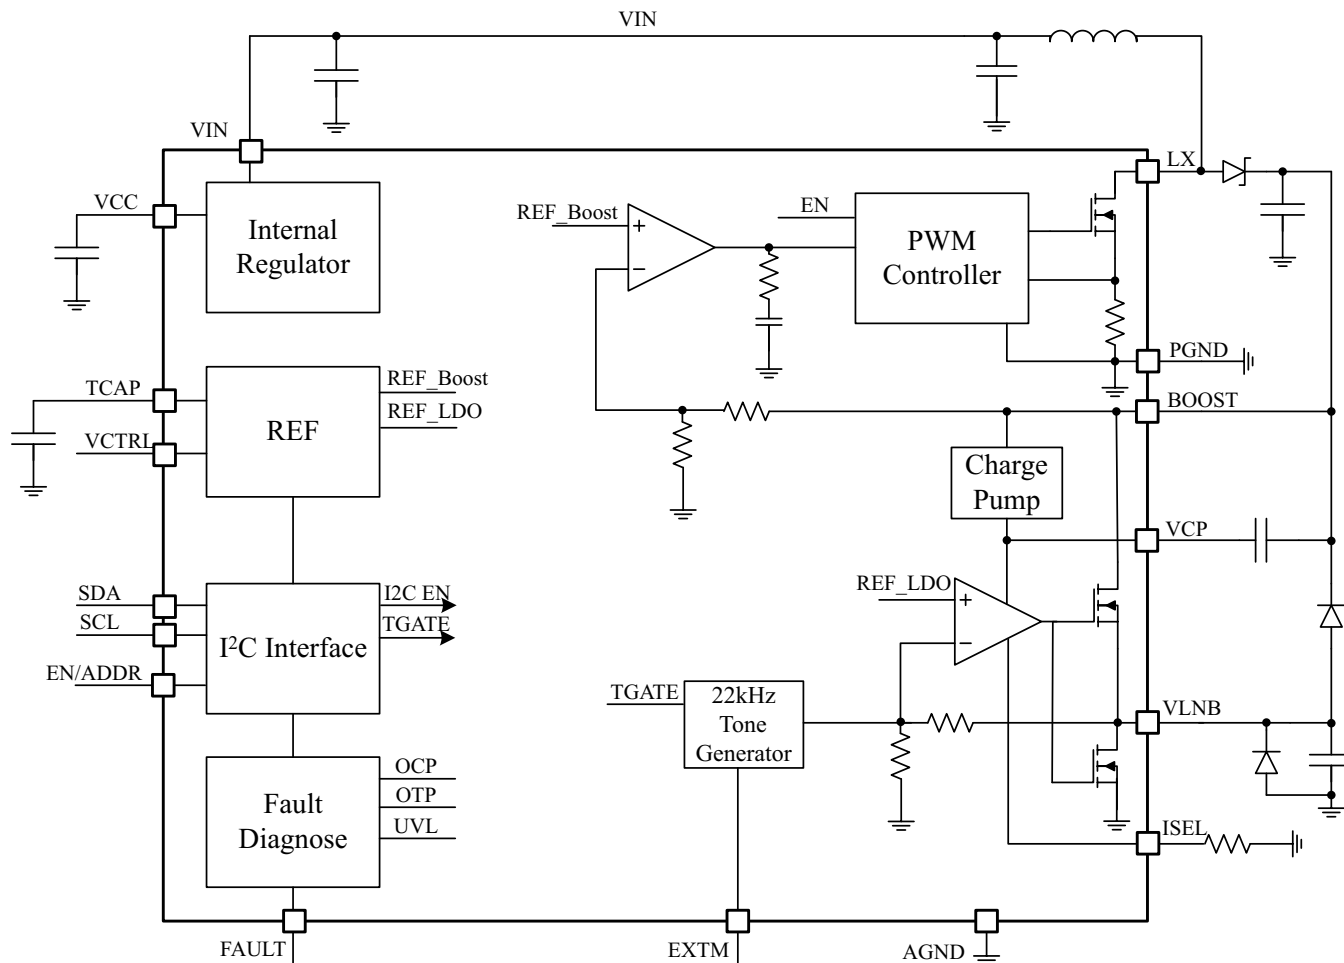 VIN
VIN
LX
VCC
Internal
Regulator
REF_Boost
+
−
EN
PWM
Controller
PGND
TCAP
REF
REF_Boost
REF_LDO
VCTRL
BOOST
Charge
Pump
VCP
SDA
SCL
EN/ADDR
I²C Interface
I2C EN
TGATE
REF_LDO
+
−
TGATE
22kHz
Tone
Generator
VLNB
Fault
Diagnose
OCP
OTP
UVL
ISEL
FAULT
EXTM
AGND